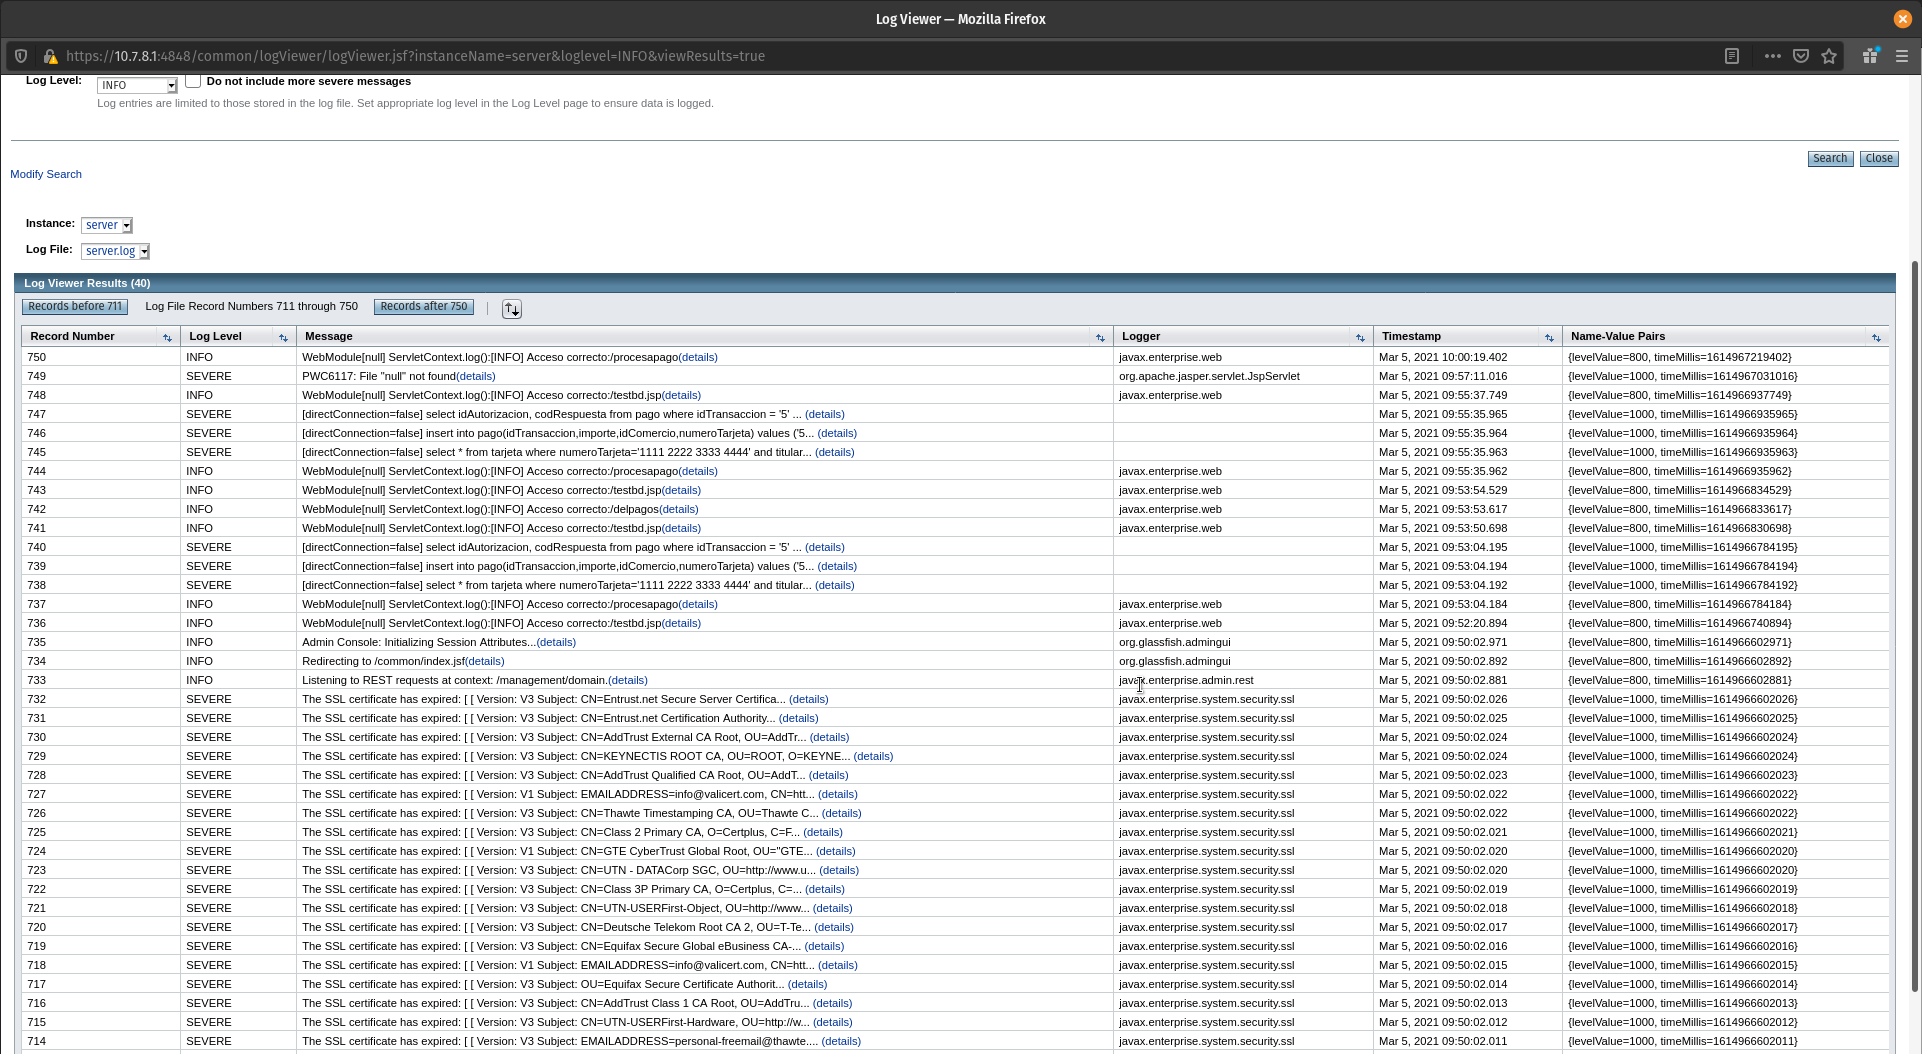 Log Viewer — Mozilla Firefox
https://10.7.8.1:4848/common/logViewer/logViewer.jsf?instanceName=server&loglevel=INFO&viewResults=true
Log Level: INFO Do not include more severe messages
Log entries are limited to those stored in the log file. Set appropriate log level in the Log Level page to ensure data is logged.
Search Close
Modify Search
Instance: server
Log File: server.log
Log Viewer Results (40)
Records before 711 Log File Record Numbers 711 through 750 Records after 750
Record Number Log Level Message Logger Timestamp Name-Value Pairs
750 INFO WebModule[null] ServletContext.log():[INFO] Acceso correcto:/procesapago(details) javax.enterprise.web Mar 5, 2021 10:00:19.402 {levelValue=800, timeMillis=1614967219402}
749 SEVERE PWC6117: File "null" not found(details) org.apache.jasper.servlet.JspServlet Mar 5, 2021 09:57:11.016 {levelValue=1000, timeMillis=1614967031016}
748 INFO WebModule[null] ServletContext.log():[INFO] Acceso correcto:/testbd.jsp(details) javax.enterprise.web Mar 5, 2021 09:55:37.749 {levelValue=800, timeMillis=1614966937749}
747 SEVERE [directConnection=false] select idAutorizacion, codRespuesta from pago where idTransaccion = '5' ... (details) Mar 5, 2021 09:55:35.965 {levelValue=1000, timeMillis=1614966935965}
746 SEVERE [directConnection=false] insert into pago(idTransaccion,importe,idComercio,numeroTarjeta) values ('5... (details) Mar 5, 2021 09:55:35.964 {levelValue=1000, timeMillis=1614966935964}
745 SEVERE [directConnection=false] select * from tarjeta where numeroTarjeta='1111 2222 3333 4444' and titular... (details) Mar 5, 2021 09:55:35.963 {levelValue=1000, timeMillis=1614966935963}
744 INFO WebModule[null] ServletContext.log():[INFO] Acceso correcto:/procesapago(details) javax.enterprise.web Mar 5, 2021 09:55:35.962 {levelValue=800, timeMillis=1614966935962}
743 INFO WebModule[null] ServletContext.log():[INFO] Acceso correcto:/testbd.jsp(details) javax.enterprise.web Mar 5, 2021 09:53:54.529 {levelValue=800, timeMillis=1614966834529}
742 INFO WebModule[null] ServletContext.log():[INFO] Acceso correcto:/delpagos(details) javax.enterprise.web Mar 5, 2021 09:53:53.617 {levelValue=800, timeMillis=1614966833617}
741 INFO WebModule[null] ServletContext.log():[INFO] Acceso correcto:/testbd.jsp(details) javax.enterprise.web Mar 5, 2021 09:53:50.698 {levelValue=800, timeMillis=1614966830698}
740 SEVERE [directConnection=false] select idAutorizacion, codRespuesta from pago where idTransaccion = '5' ... (details) Mar 5, 2021 09:53:04.195 {levelValue=1000, timeMillis=1614966784195}
739 SEVERE [directConnection=false] insert into pago(idTransaccion,importe,idComercio,numeroTarjeta) values ('5... (details) Mar 5, 2021 09:53:04.194 {levelValue=1000, timeMillis=1614966784194}
738 SEVERE [directConnection=false] select * from tarjeta where numeroTarjeta='1111 2222 3333 4444' and titular... (details) Mar 5, 2021 09:53:04.192 {levelValue=1000, timeMillis=1614966784192}
737 INFO WebModule[null] ServletContext.log():[INFO] Acceso correcto:/procesapago(details) javax.enterprise.web Mar 5, 2021 09:53:04.184 {levelValue=800, timeMillis=1614966784184}
736 INFO WebModule[null] ServletContext.log():[INFO] Acceso correcto:/testbd.jsp(details) javax.enterprise.web Mar 5, 2021 09:52:20.894 {levelValue=800, timeMillis=1614966740894}
735 INFO Admin Console: Initializing Session Attributes...(details) org.glassfish.admingui Mar 5, 2021 09:50:02.971 {levelValue=800, timeMillis=1614966602971}
734 INFO Redirecting to /common/index.jsf(details) org.glassfish.admingui Mar 5, 2021 09:50:02.892 {levelValue=800, timeMillis=1614966602892}
733 INFO Listening to REST requests at context: /management/domain.(details) javax.enterprise.admin.rest Mar 5, 2021 09:50:02.881 {levelValue=800, timeMillis=1614966602881}
732 SEVERE The SSL certificate has expired: [ [ Version: V3 Subject: CN=Entrust.net Secure Server Certifica... (details) javax.enterprise.system.security.ssl Mar 5, 2021 09:50:02.026 {levelValue=1000, timeMillis=1614966602026}
731 SEVERE The SSL certificate has expired: [ [ Version: V3 Subject: CN=Entrust.net Certification Authority... (details) javax.enterprise.system.security.ssl Mar 5, 2021 09:50:02.025 {levelValue=1000, timeMillis=1614966602025}
730 SEVERE The SSL certificate has expired: [ [ Version: V3 Subject: CN=AddTrust External CA Root, OU=AddTr... (details) javax.enterprise.system.security.ssl Mar 5, 2021 09:50:02.024 {levelValue=1000, timeMillis=1614966602024}
729 SEVERE The SSL certificate has expired: [ [ Version: V3 Subject: CN=KEYNECTIS ROOT CA, OU=ROOT, O=KEYNE... (details) javax.enterprise.system.security.ssl Mar 5, 2021 09:50:02.024 {levelValue=1000, timeMillis=1614966602024}
728 SEVERE The SSL certificate has expired: [ [ Version: V3 Subject: CN=AddTrust Qualified CA Root, OU=AddT... (details) javax.enterprise.system.security.ssl Mar 5, 2021 09:50:02.023 {levelValue=1000, timeMillis=1614966602023}
727 SEVERE The SSL certificate has expired: [ [ Version: V1 Subject: EMAILADDRESS=info@valicert.com, CN=htt... (details) javax.enterprise.system.security.ssl Mar 5, 2021 09:50:02.022 {levelValue=1000, timeMillis=1614966602022}
726 SEVERE The SSL certificate has expired: [ [ Version: V3 Subject: CN=Thawte Timestamping CA, OU=Thawte C... (details) javax.enterprise.system.security.ssl Mar 5, 2021 09:50:02.022 {levelValue=1000, timeMillis=1614966602022}
725 SEVERE The SSL certificate has expired: [ [ Version: V3 Subject: CN=Class 2 Primary CA, O=Certplus, C=F... (details) javax.enterprise.system.security.ssl Mar 5, 2021 09:50:02.021 {levelValue=1000, timeMillis=1614966602021}
724 SEVERE The SSL certificate has expired: [ [ Version: V1 Subject: CN=GTE CyberTrust Global Root, OU="GTE... (details) javax.enterprise.system.security.ssl Mar 5, 2021 09:50:02.020 {levelValue=1000, timeMillis=1614966602020}
723 SEVERE The SSL certificate has expired: [ [ Version: V3 Subject: CN=UTN - DATACorp SGC, OU=http://www.u... (details) javax.enterprise.system.security.ssl Mar 5, 2021 09:50:02.020 {levelValue=1000, timeMillis=1614966602020}
722 SEVERE The SSL certificate has expired: [ [ Version: V3 Subject: CN=Class 3P Primary CA, O=Certplus, C=... (details) javax.enterprise.system.security.ssl Mar 5, 2021 09:50:02.019 {levelValue=1000, timeMillis=1614966602019}
721 SEVERE The SSL certificate has expired: [ [ Version: V3 Subject: CN=UTN-USERFirst-Object, OU=http://www... (details) javax.enterprise.system.security.ssl Mar 5, 2021 09:50:02.018 {levelValue=1000, timeMillis=1614966602018}
720 SEVERE The SSL certificate has expired: [ [ Version: V3 Subject: CN=Deutsche Telekom Root CA 2, OU=T-Te... (details) javax.enterprise.system.security.ssl Mar 5, 2021 09:50:02.017 {levelValue=1000, timeMillis=1614966602017}
719 SEVERE The SSL certificate has expired: [ [ Version: V3 Subject: CN=Equifax Secure Global eBusiness CA-... (details) javax.enterprise.system.security.ssl Mar 5, 2021 09:50:02.016 {levelValue=1000, timeMillis=1614966602016}
718 SEVERE The SSL certificate has expired: [ [ Version: V1 Subject: EMAILADDRESS=info@valicert.com, CN=htt... (details) javax.enterprise.system.security.ssl Mar 5, 2021 09:50:02.015 {levelValue=1000, timeMillis=1614966602015}
717 SEVERE The SSL certificate has expired: [ [ Version: V3 Subject: OU=Equifax Secure Certificate Authorit... (details) javax.enterprise.system.security.ssl Mar 5, 2021 09:50:02.014 {levelValue=1000, timeMillis=1614966602014}
716 SEVERE The SSL certificate has expired: [ [ Version: V3 Subject: CN=AddTrust Class 1 CA Root, OU=AddTru... (details) javax.enterprise.system.security.ssl Mar 5, 2021 09:50:02.013 {levelValue=1000, timeMillis=1614966602013}
715 SEVERE The SSL certificate has expired: [ [ Version: V3 Subject: CN=UTN-USERFirst-Hardware, OU=http://w... (details) javax.enterprise.system.security.ssl Mar 5, 2021 09:50:02.012 {levelValue=1000, timeMillis=1614966602012}
714 SEVERE The SSL certificate has expired: [ [ Version: V3 Subject: EMAILADDRESS=personal-freemail@thawte.... (details) javax.enterprise.system.security.ssl Mar 5, 2021 09:50:02.011 {levelValue=1000, timeMillis=1614966602011}